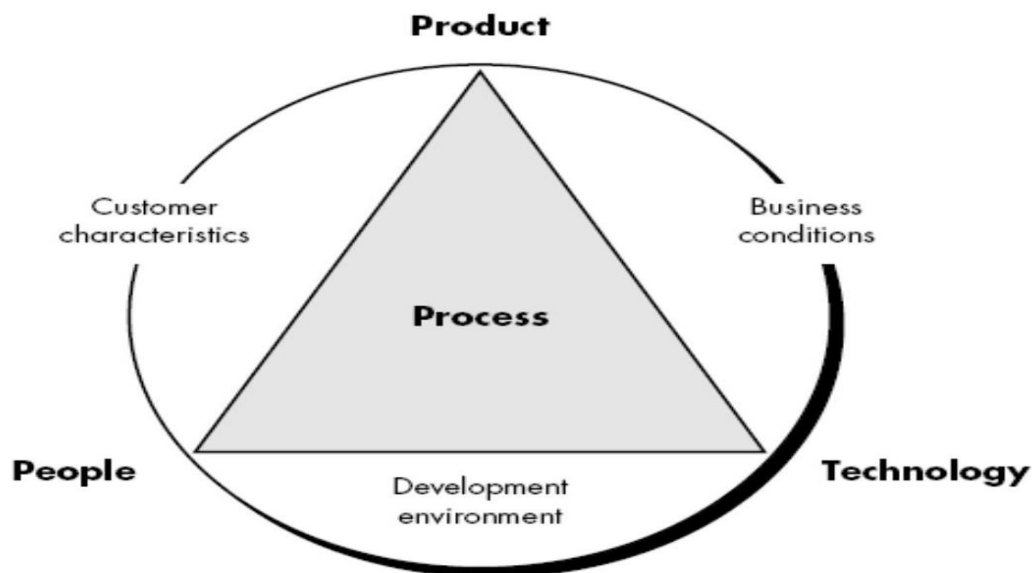 Product
Customer
characteristics
Business
conditions
Process
People
Technology
Development
environment